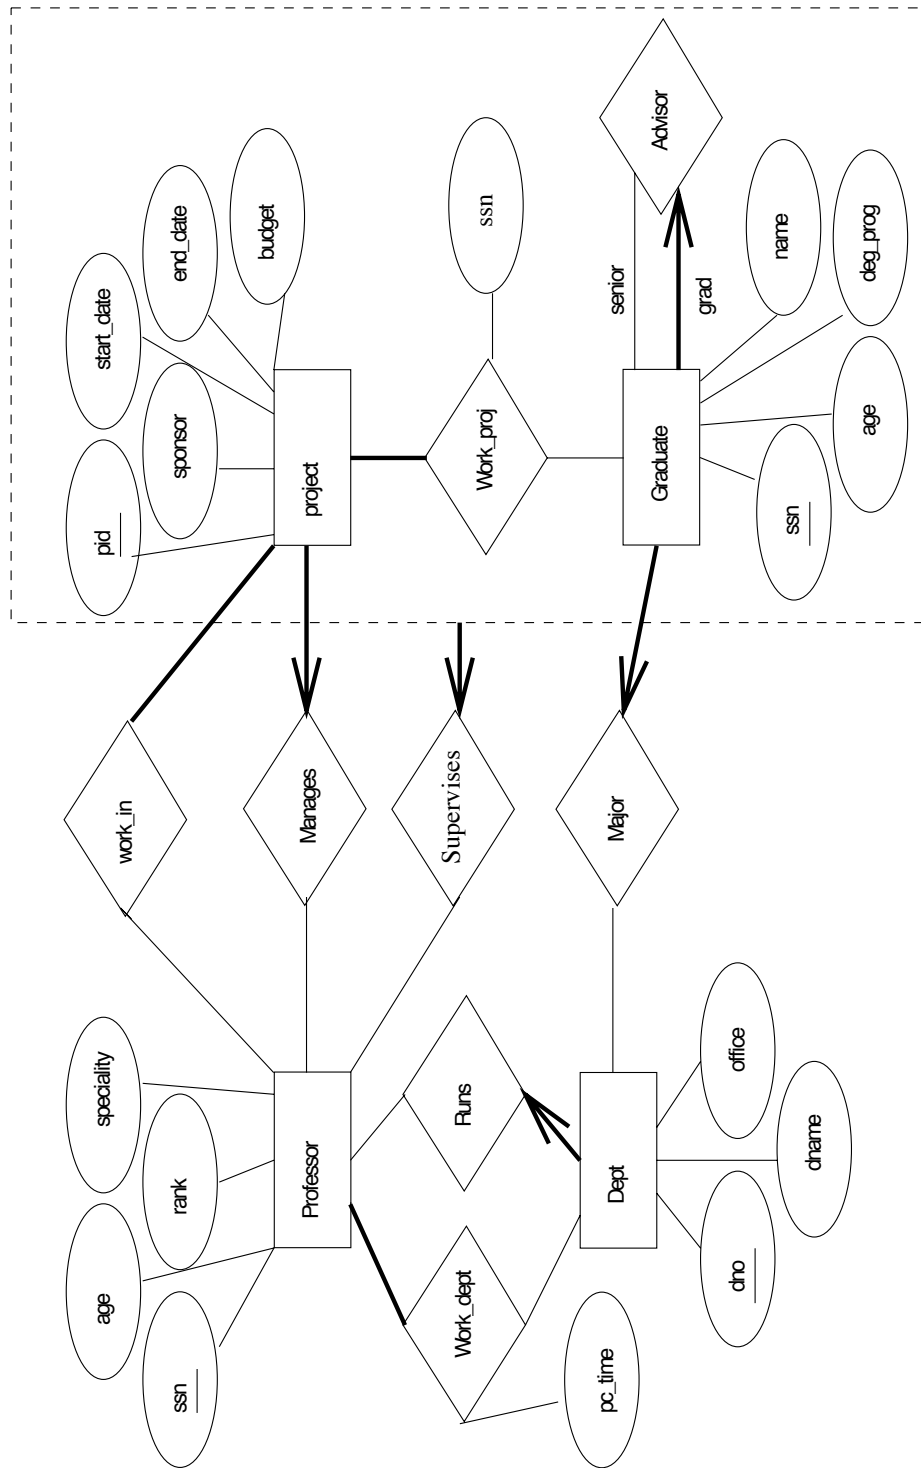 speciality
rank
age
ssn
Professor
work_in
Manages
Supervises
Runs
Work_dept
pc_time
Dept
dno
dname
office
Major
pid
sponsor
start_date
end_date
budget
project
Work_proj
ssn
Graduate
senior
grad
Advisor
name
deg_prog
age
ssn